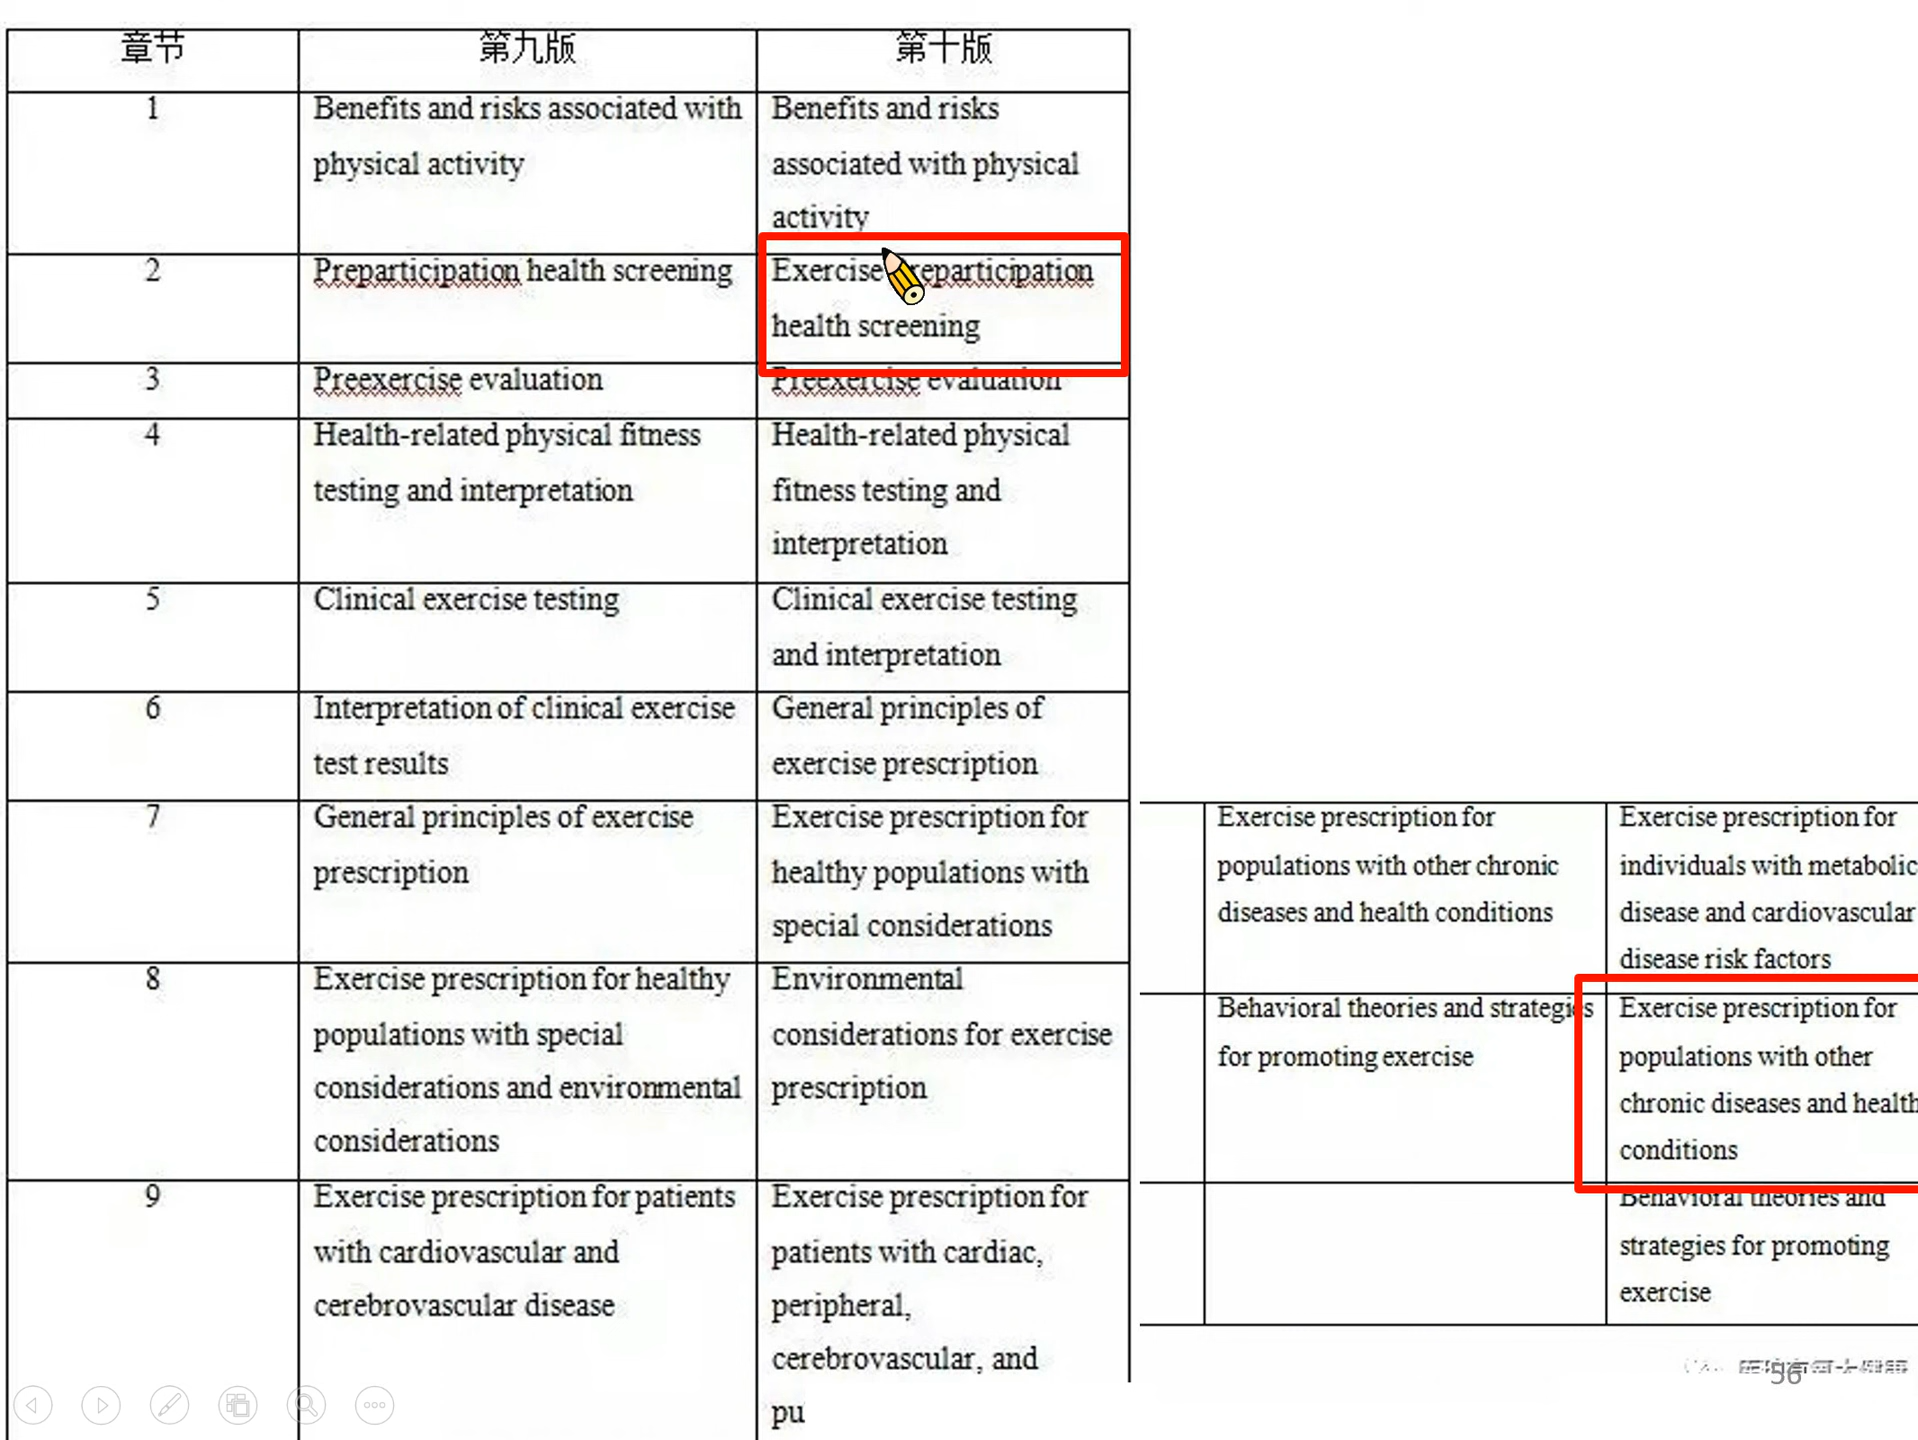 章节 第九版 第十版
1 Benefits and risks associated with Benefits and risks
physical activity associated with physical
activity
2 Preparticipation health screening Exercise reparticipation
health screening
3 Preexercise evaluation Preexercise evaluation
4 Health-related physical fitness Health-related physical
testing and interpretation fitness testing and
interpretation
5 Clinical exercise testing Clinical exercise testing
and interpretation
6 Interpretation of clinical exercise General principles of
test results exercise prescription
7 General principles of exercise Exercise prescription for
prescription healthy populations with
special considerations
8 Exercise prescription for healthy Environmental
populations with special considerations for exercise
considerations and environmental prescription
considerations
9 Exercise prescription for patients Exercise prescription for
with cardiovascular and patients with cardiac,
cerebrovascular disease peripheral,
cerebrovascular, and
pu
Exercise prescription for Exercise prescription for
populations with other chronic individuals with metabolic
diseases and health conditions disease and cardiovascular
disease risk factors
Behavioral theories and strategies Exercise prescription for
for promoting exercise populations with other
chronic diseases and health
conditions
Behavioral theories and
strategies for promoting
exercise
56